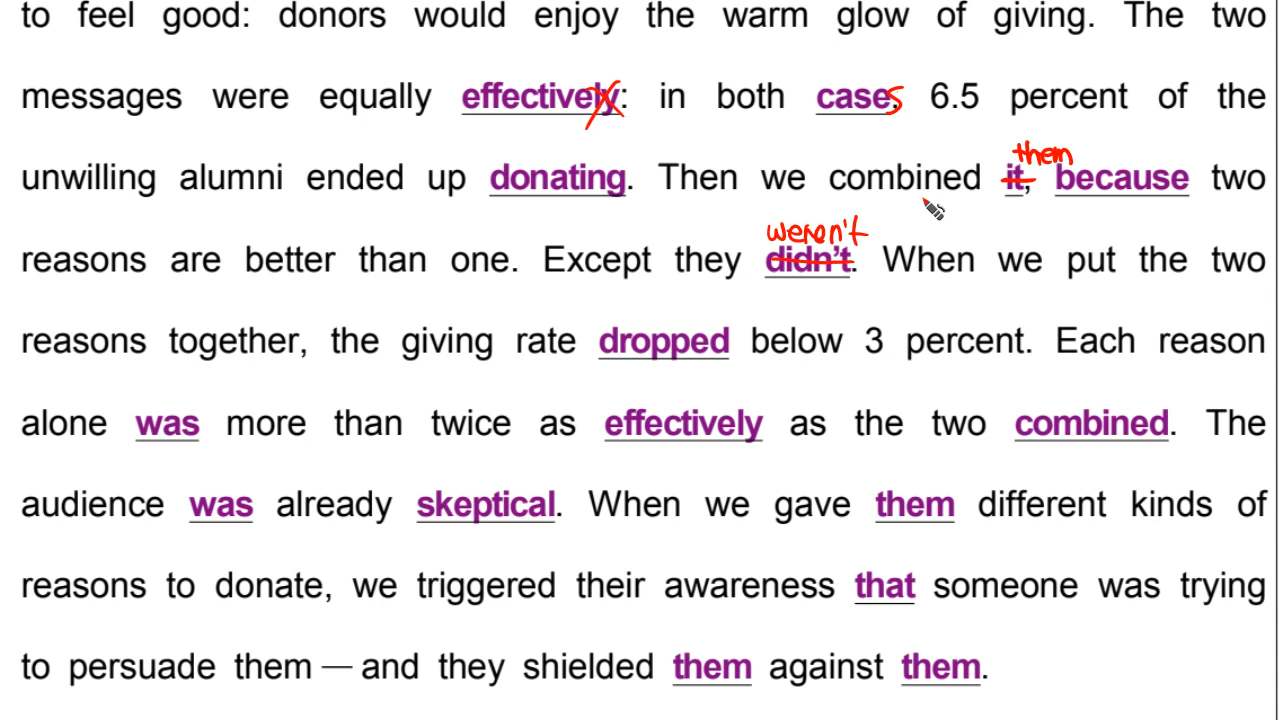 to feel good: donors would enjoy the warm glow of giving. The two
messages were equally effectively: in both cases, 6.5 percent of the
them
unwilling alumni ended up donating. Then we combined it, because two
weren't
reasons are better than one. Except they didn't. When we put the two
reasons together, the giving rate dropped below 3 percent. Each reason
alone was more than twice as effectively as the two combined. The
audience was already skeptical. When we gave them different kinds of
reasons to donate, we triggered their awareness that someone was trying
to persuade them — and they shielded them against them.